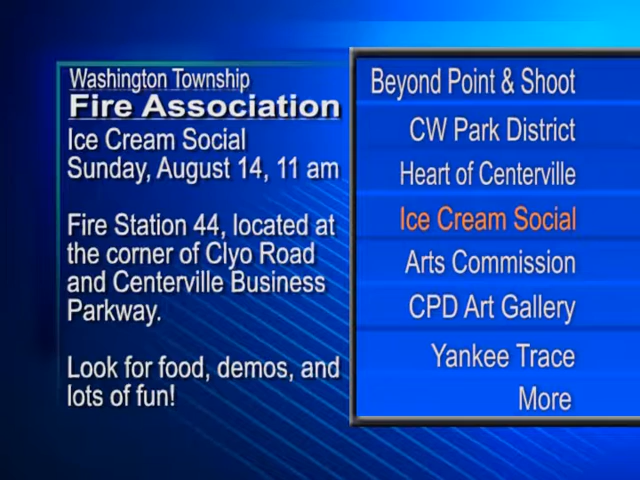 Washington Township
Fire Association
Ice Cream Social
Sunday, August 14, 11 am
Fire Station 44, located at
the corner of Clyo Road
and Centerville Business
Parkway.
Look for food, demos, and
lots of fun!
Beyond Point & Shoot
CW Park District
Heart of Centerville
Ice Cream Social
Arts Commission
CPD Art Gallery
Yankee Trace
More